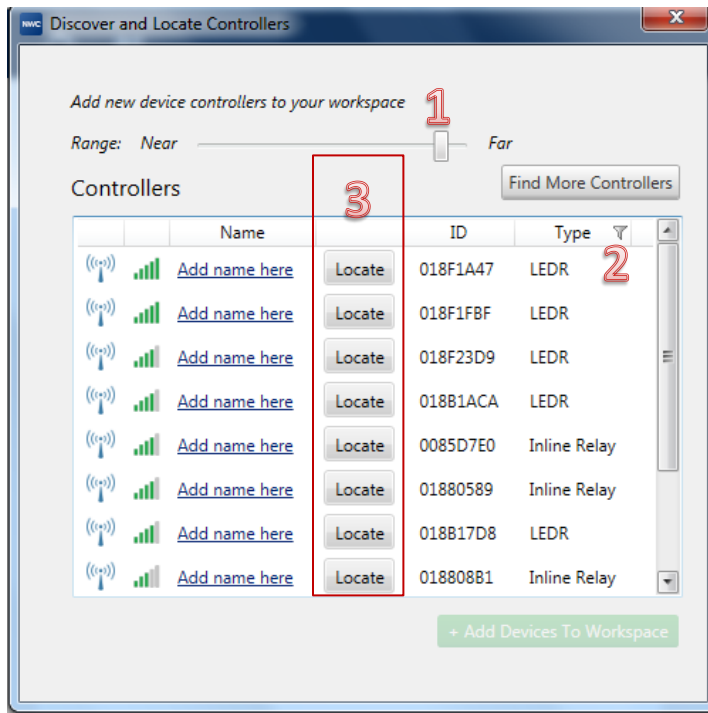 NWC Discover and Locate Controllers X
Add new device controllers to your workspace 1
Range: Near Far
Controllers 3 Find More Controllers
Name ID Type 2
Add name here Locate 018F1A47 LEDR
Add name here Locate 018F1FBF LEDR
Add name here Locate 018F23D9 LEDR
Add name here Locate 018B1ACA LEDR
Add name here Locate 0085D7E0 Inline Relay
Add name here Locate 01880589 Inline Relay
Add name here Locate 018B17D8 LEDR
Add name here Locate 018808B1 Inline Relay
+ Add Devices To Workspace